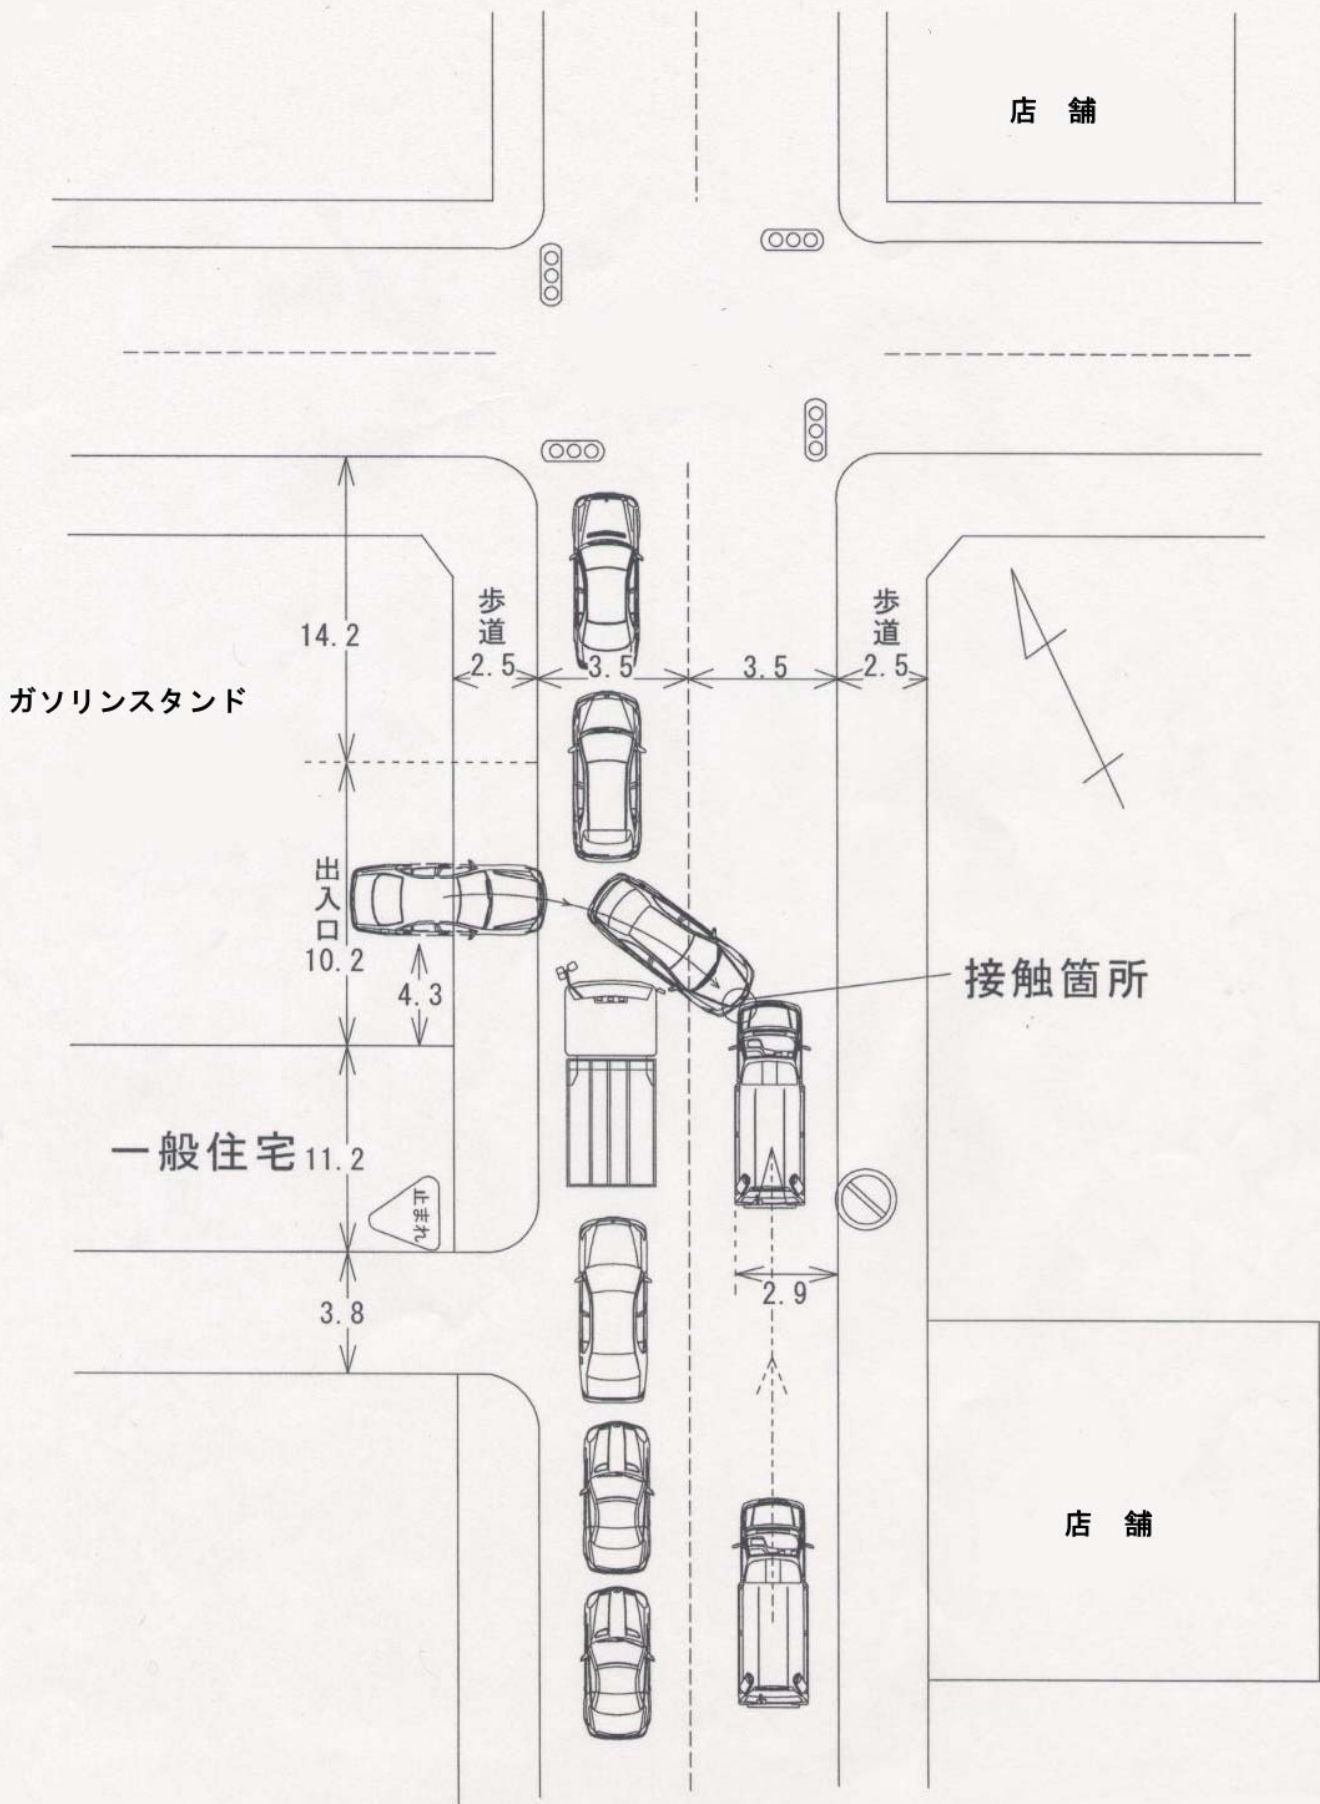 店 舗
歩道
歩道
14.2
2.5
3.5
3.5
2.5
ガソリンスタンド
出入口
10.2
4.3
接触箇所
一般住宅
11.2
止まれ
2.9
3.8
店 舗